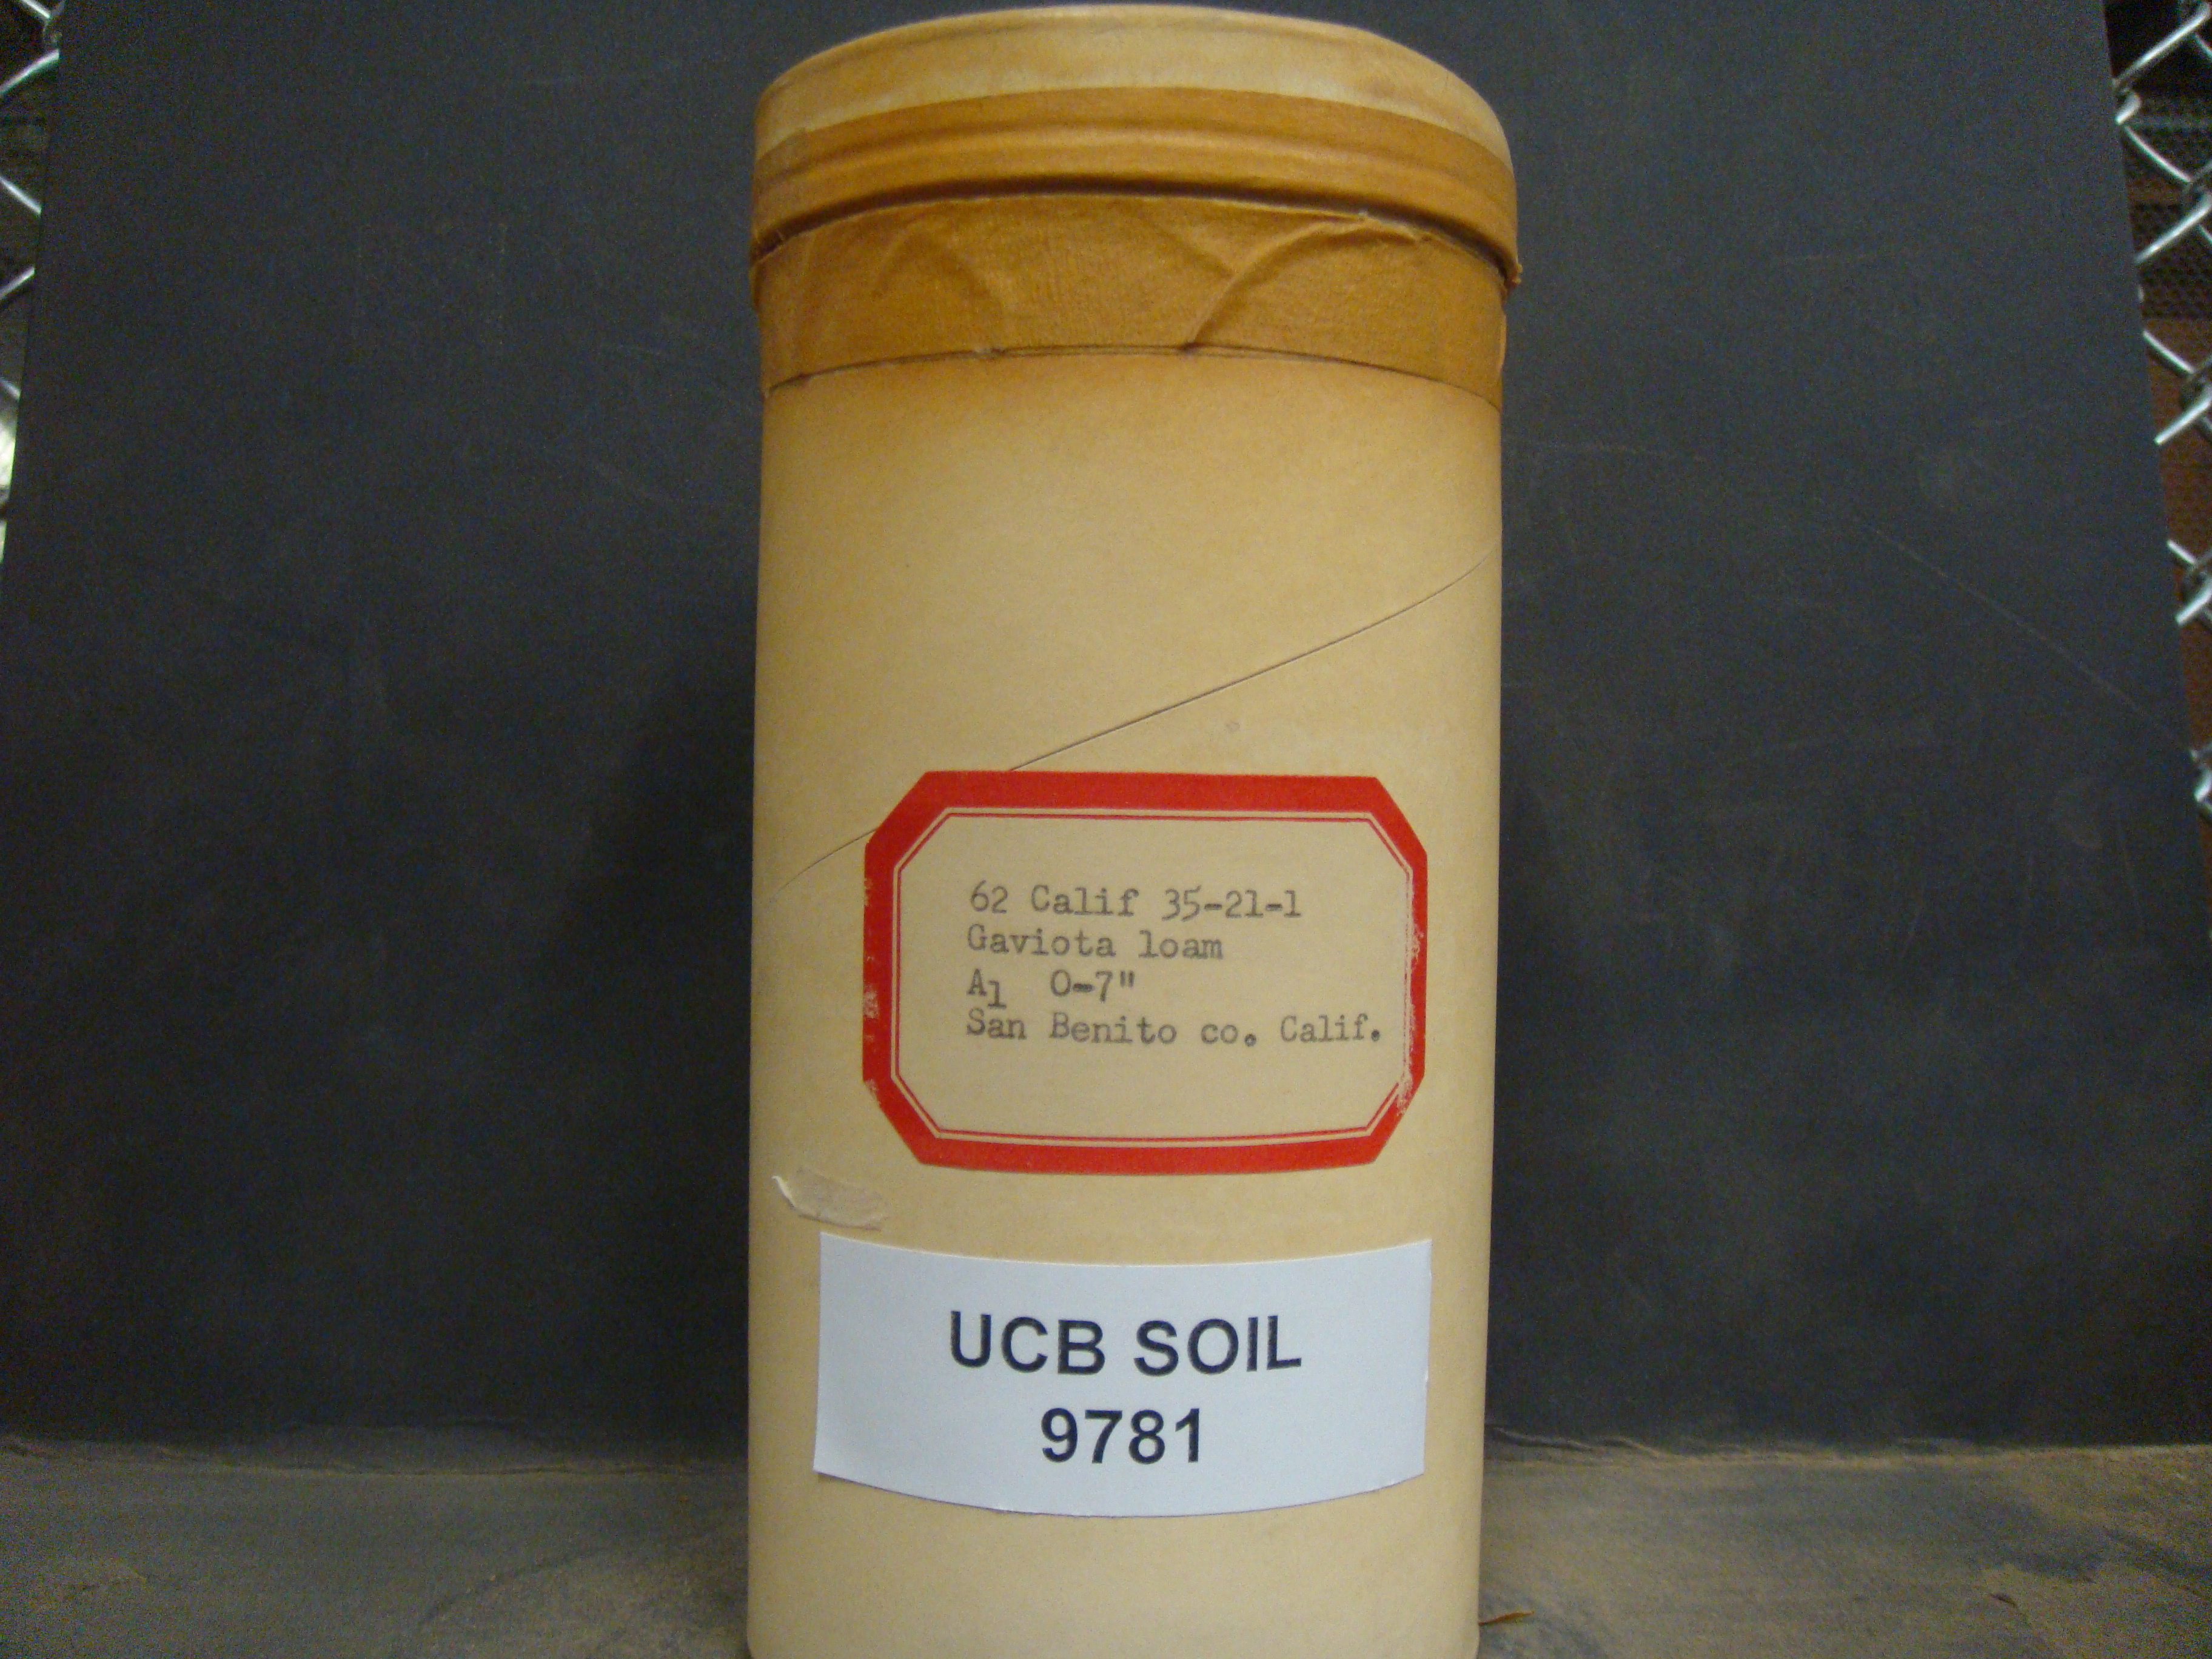 62 Calif 35-21-1
Gaviota loam
A1 0-7"
San Benito co. Calif.
UCB SOIL
9781